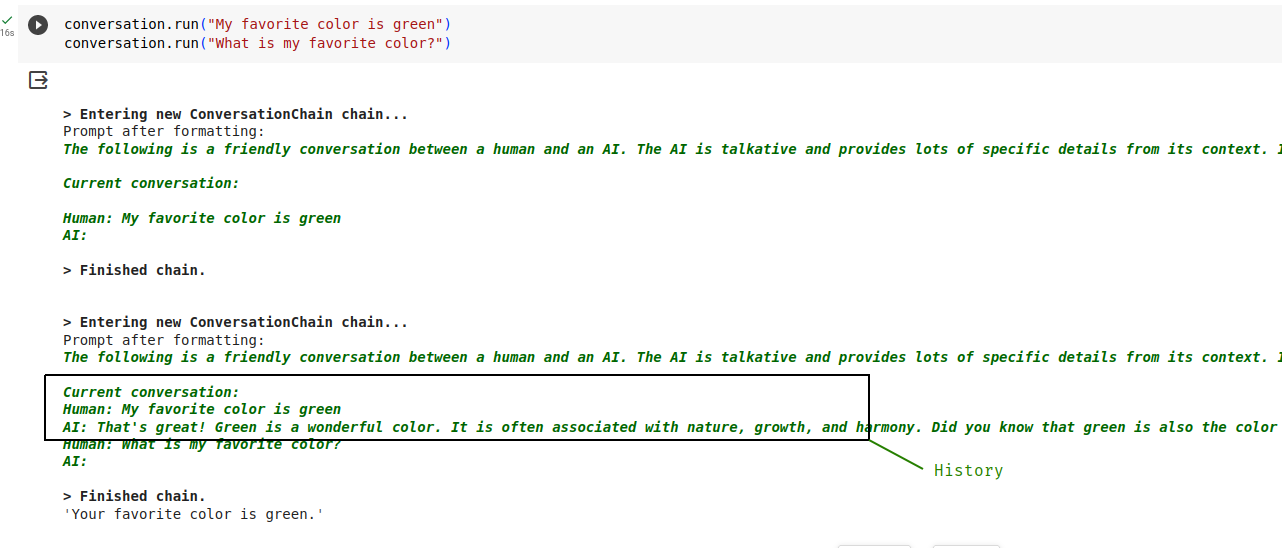 conversation.run("My favorite color is green")
16s
conversation.run("What is my favorite color?")
> Entering new ConversationChain chain...
Prompt after formatting:
The following is a friendly conversation between a human and an AI. The AI is talkative and provides lots of specific details from its context.
Current conversation:
Human: My favorite color is green
AI:
> Finished chain.
> Entering new ConversationChain chain...
Prompt after formatting:
The following is a friendly conversation between a human and an AI. The AI is talkative and provides lots of specific details from its context.
Current conversation:
Human: My favorite color is green
AI: That's great! Green is a wonderful color. It is often associated with nature, growth, and harmony. Did you know that green is also the color
Human: What is my favorite color?
AI:
History
> Finished chain.
'Your favorite color is green.'